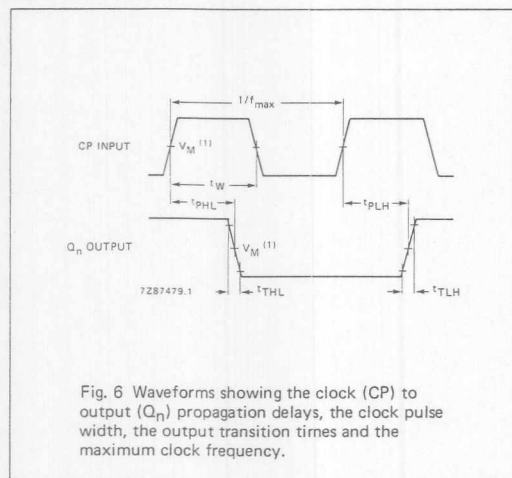 1/fmax
CP INPUT
VM (1)
tW
tPHL
tPLH
Qn OUTPUT
VM (1)
7Z87479.1
tTHL
tTLH
Fig. 6 Waveforms showing the clock (CP) to
output (Qn) propagation delays, the clock pulse
width, the output transition times and the
maximum clock frequency.